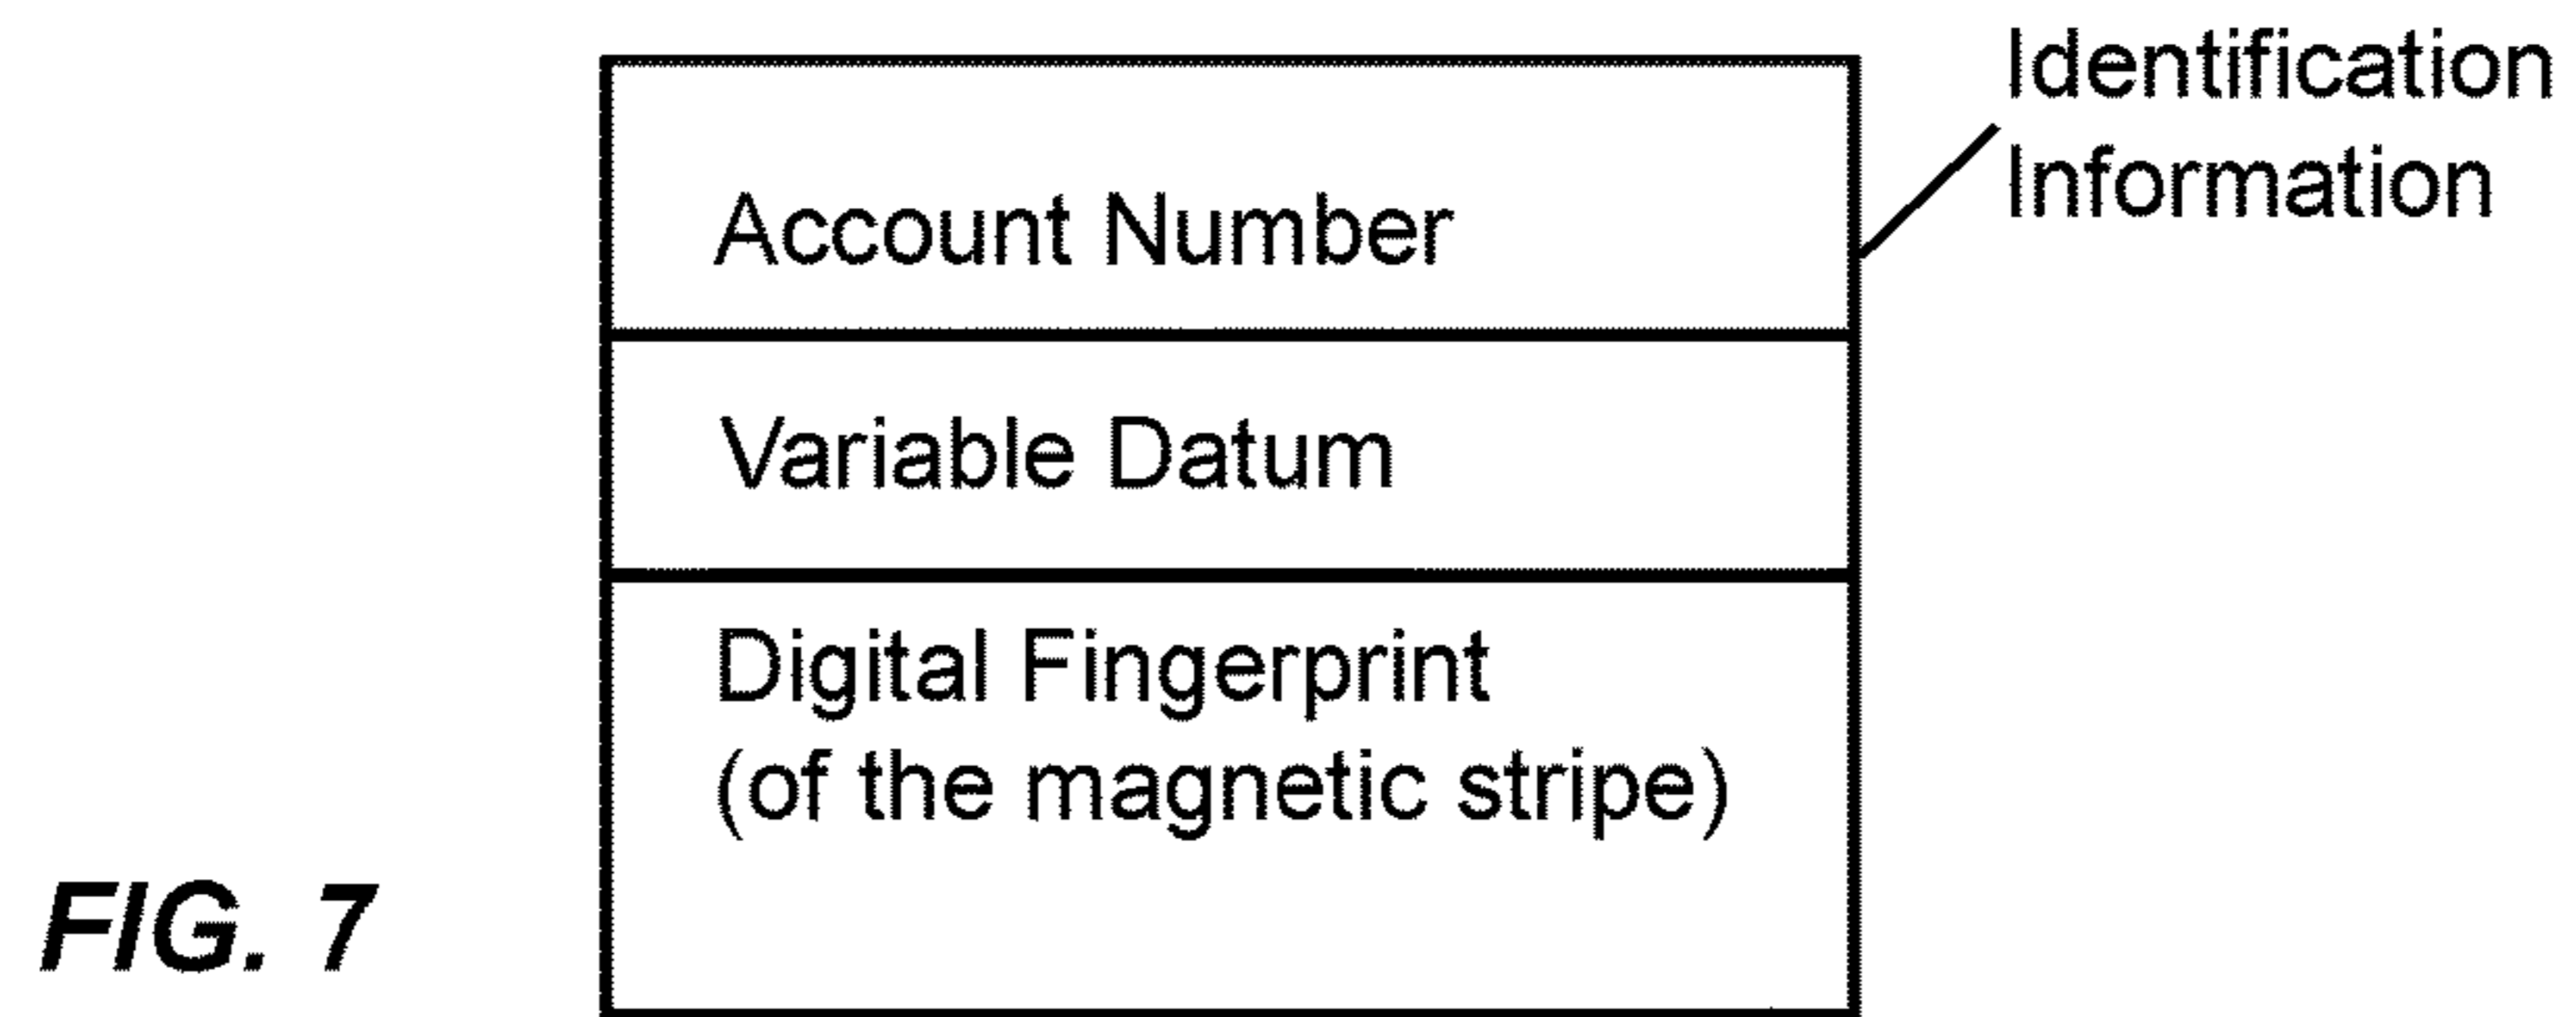 Identification
Information
Account Number
Variable Datum
Digital Fingerprint
(of the magnetic stripe)
FIG. 7